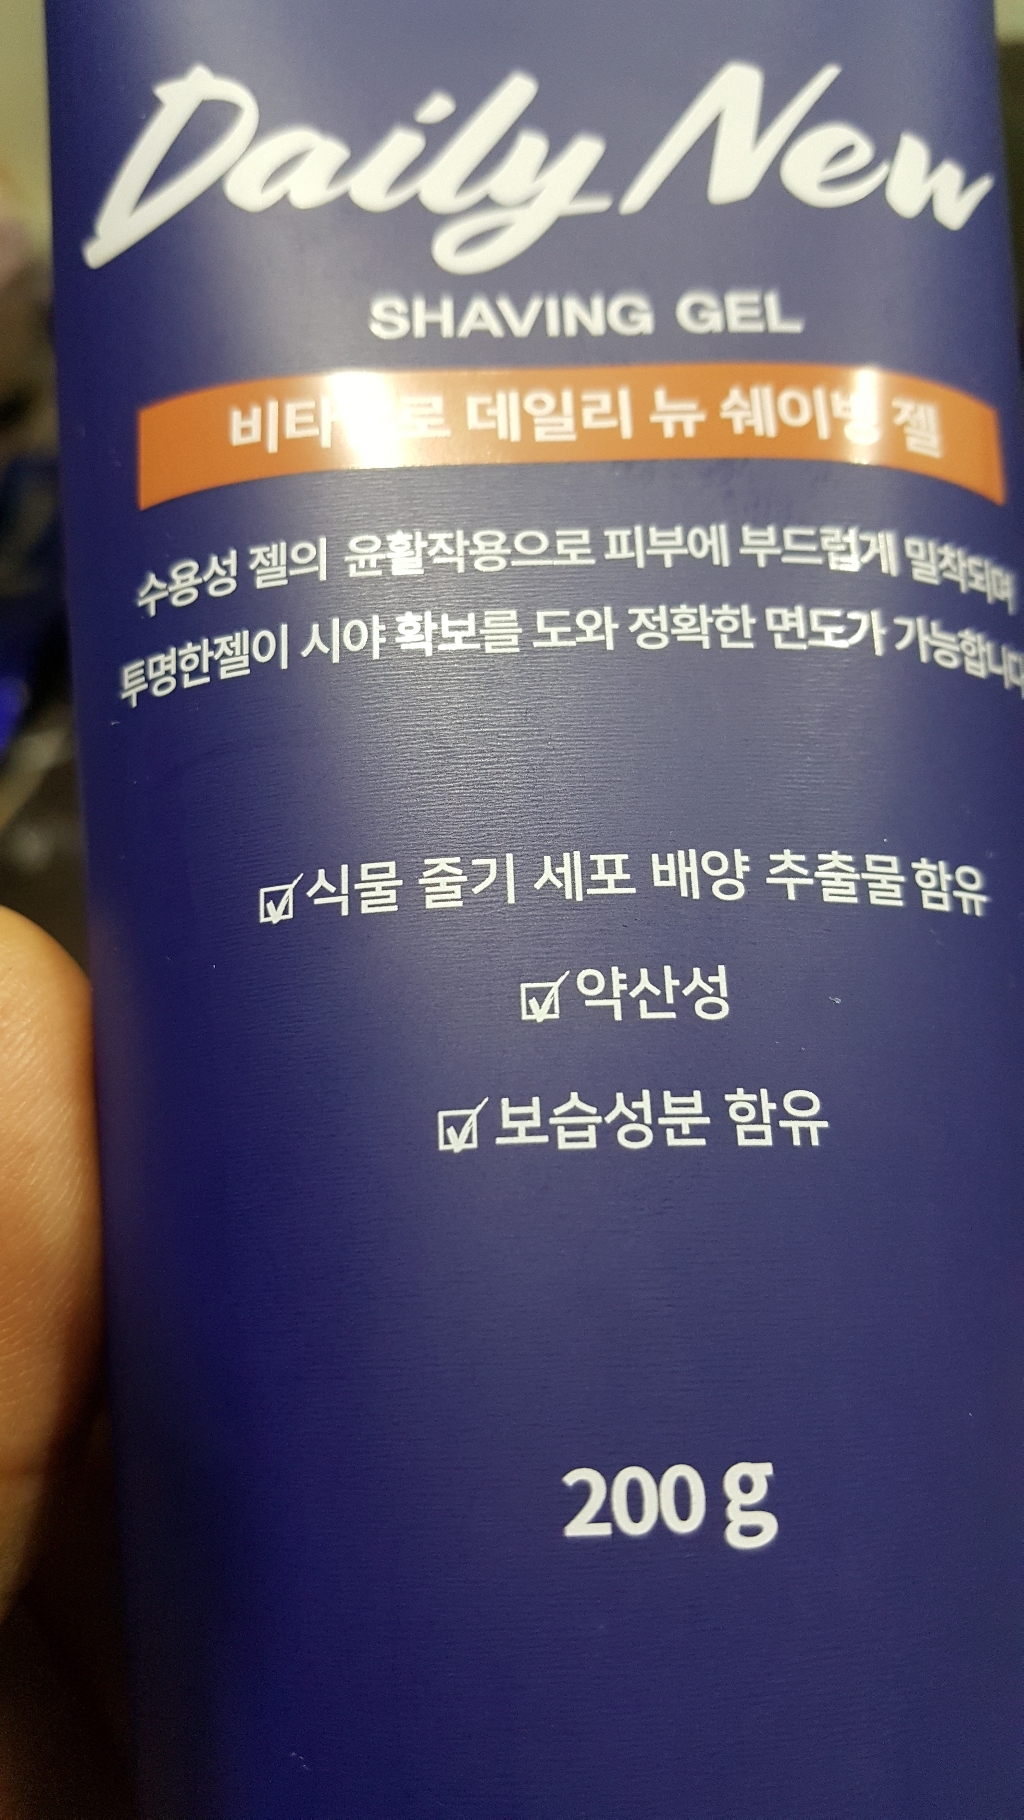 Daily New
SHAVING GEL
데일리 뉴 쉐이빙 젤
수용성 젤의 윤활작용으로 피부에 부드럽게 밀착되며
투명한젤이 시야 확보를 도와 정확한 면도가 가능합니다
☑식물 줄기 세포 배양 추출물 함유
☑약산성
☑보습성분 함유
200 g